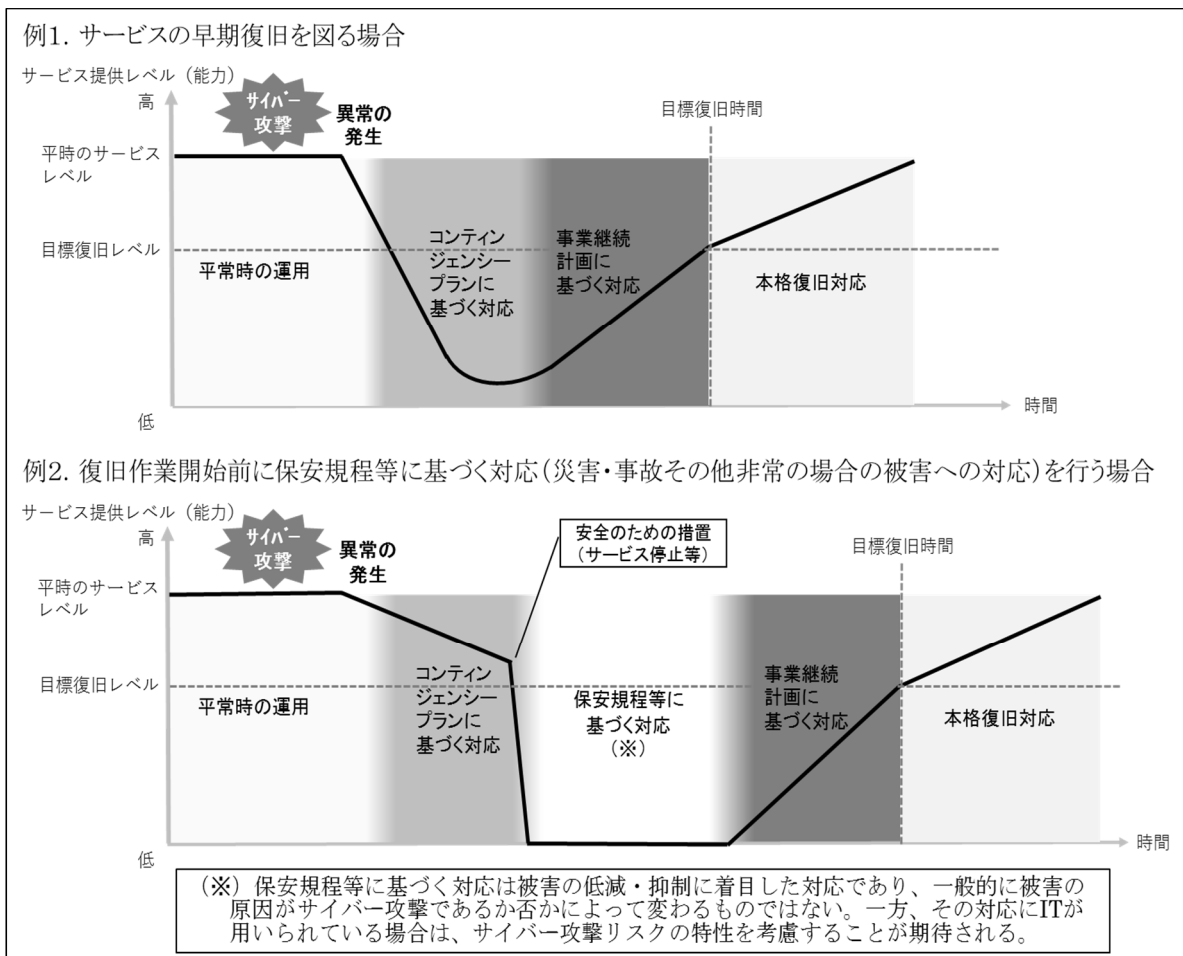 例1. サービスの早期復旧を図る場合
サービス提供レベル（能力）
高
サイバー
攻撃
異常の
発生
目標復旧時間
平時のサービス
レベル
目標復旧レベル
平常時の運用
コンティン
ジェンシー
プランに
基づく対応
事業継続
計画に
基づく対応
本格復旧対応
低
時間
例2. 復旧作業開始前に保安規程等に基づく対応（災害・事故その他非常の場合の被害への対応）を行う場合
サービス提供レベル（能力）
高
サイバー
攻撃
異常の
発生
安全のための措置
（サービス停止等）
目標復旧時間
平時のサービス
レベル
目標復旧レベル
平常時の運用
コンティン
ジェンシー
プランに
基づく対応
保安規程等に
基づく対応
（※）
事業継続
計画に
基づく対応
本格復旧対応
低
時間
（※）保安規程等に基づく対応は被害の低減・抑制に着目した対応であり、一般的に被害の
原因がサイバー攻撃であるか否かによって変わるものではない。一方、その対応にITが
用いられている場合は、サイバー攻撃リスクの特性を考慮することが期待される。